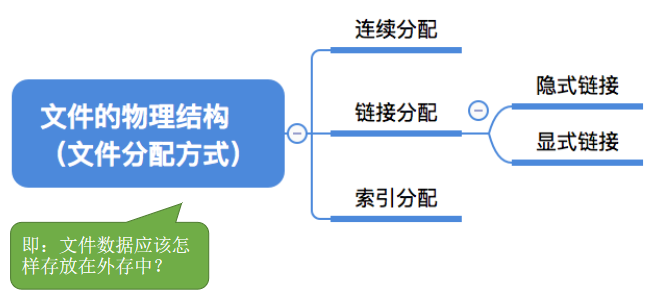 文件的物理结构
（文件分配方式）
连续分配
链接分配
隐式链接
显式链接
索引分配
即：文件数据应该怎
样存放在外存中？